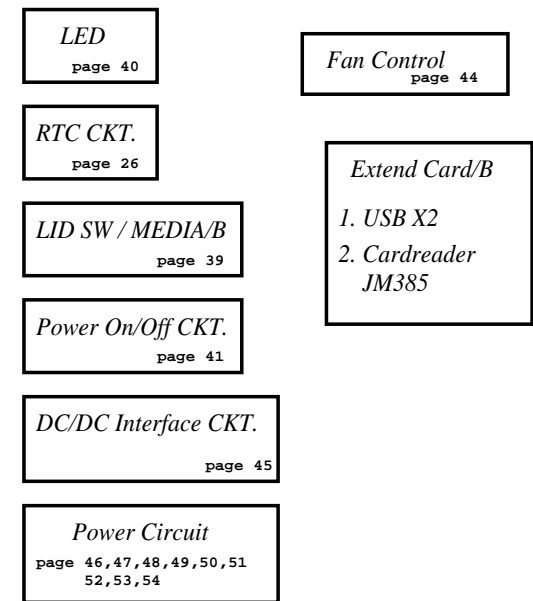 LED
page 40
Fan Control
page 44
RTC CKT.
page 26
LID SW / MEDIA/B
page 39
Power On/Off CKT.
page 41
DC/DC Interface CKT.
page 45
Power Circuit
page 46,47,48,49,50,51
52,53,54
Extend Card/B
1. USB X2
2. Cardreader
JM385